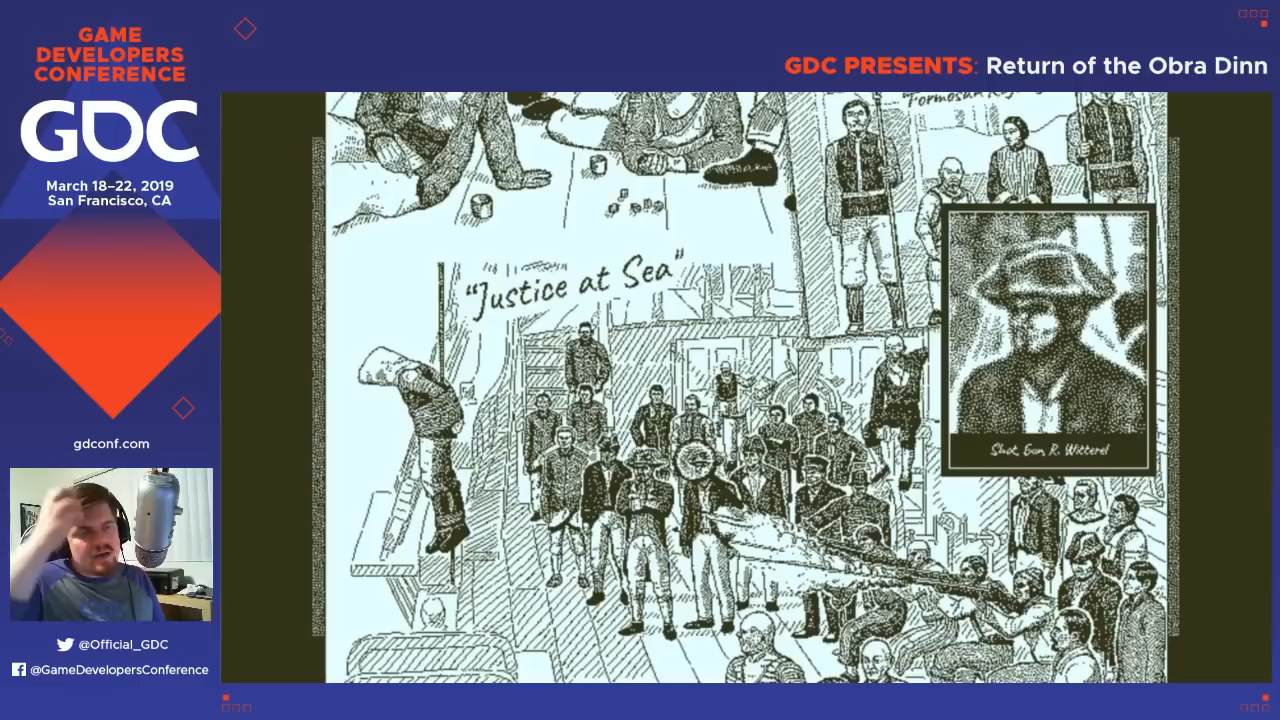 GAME
DEVELOPERS
CONFERENCE
GDC
March 18–22, 2019
San Francisco, CA
gdconf.com
@Official_GDC
@GameDevelopersConference
GDC PRESENTS: Return of the Obra Dinn
"Formosan
"Justice at Sea"
Shot, Gun R. Witterel